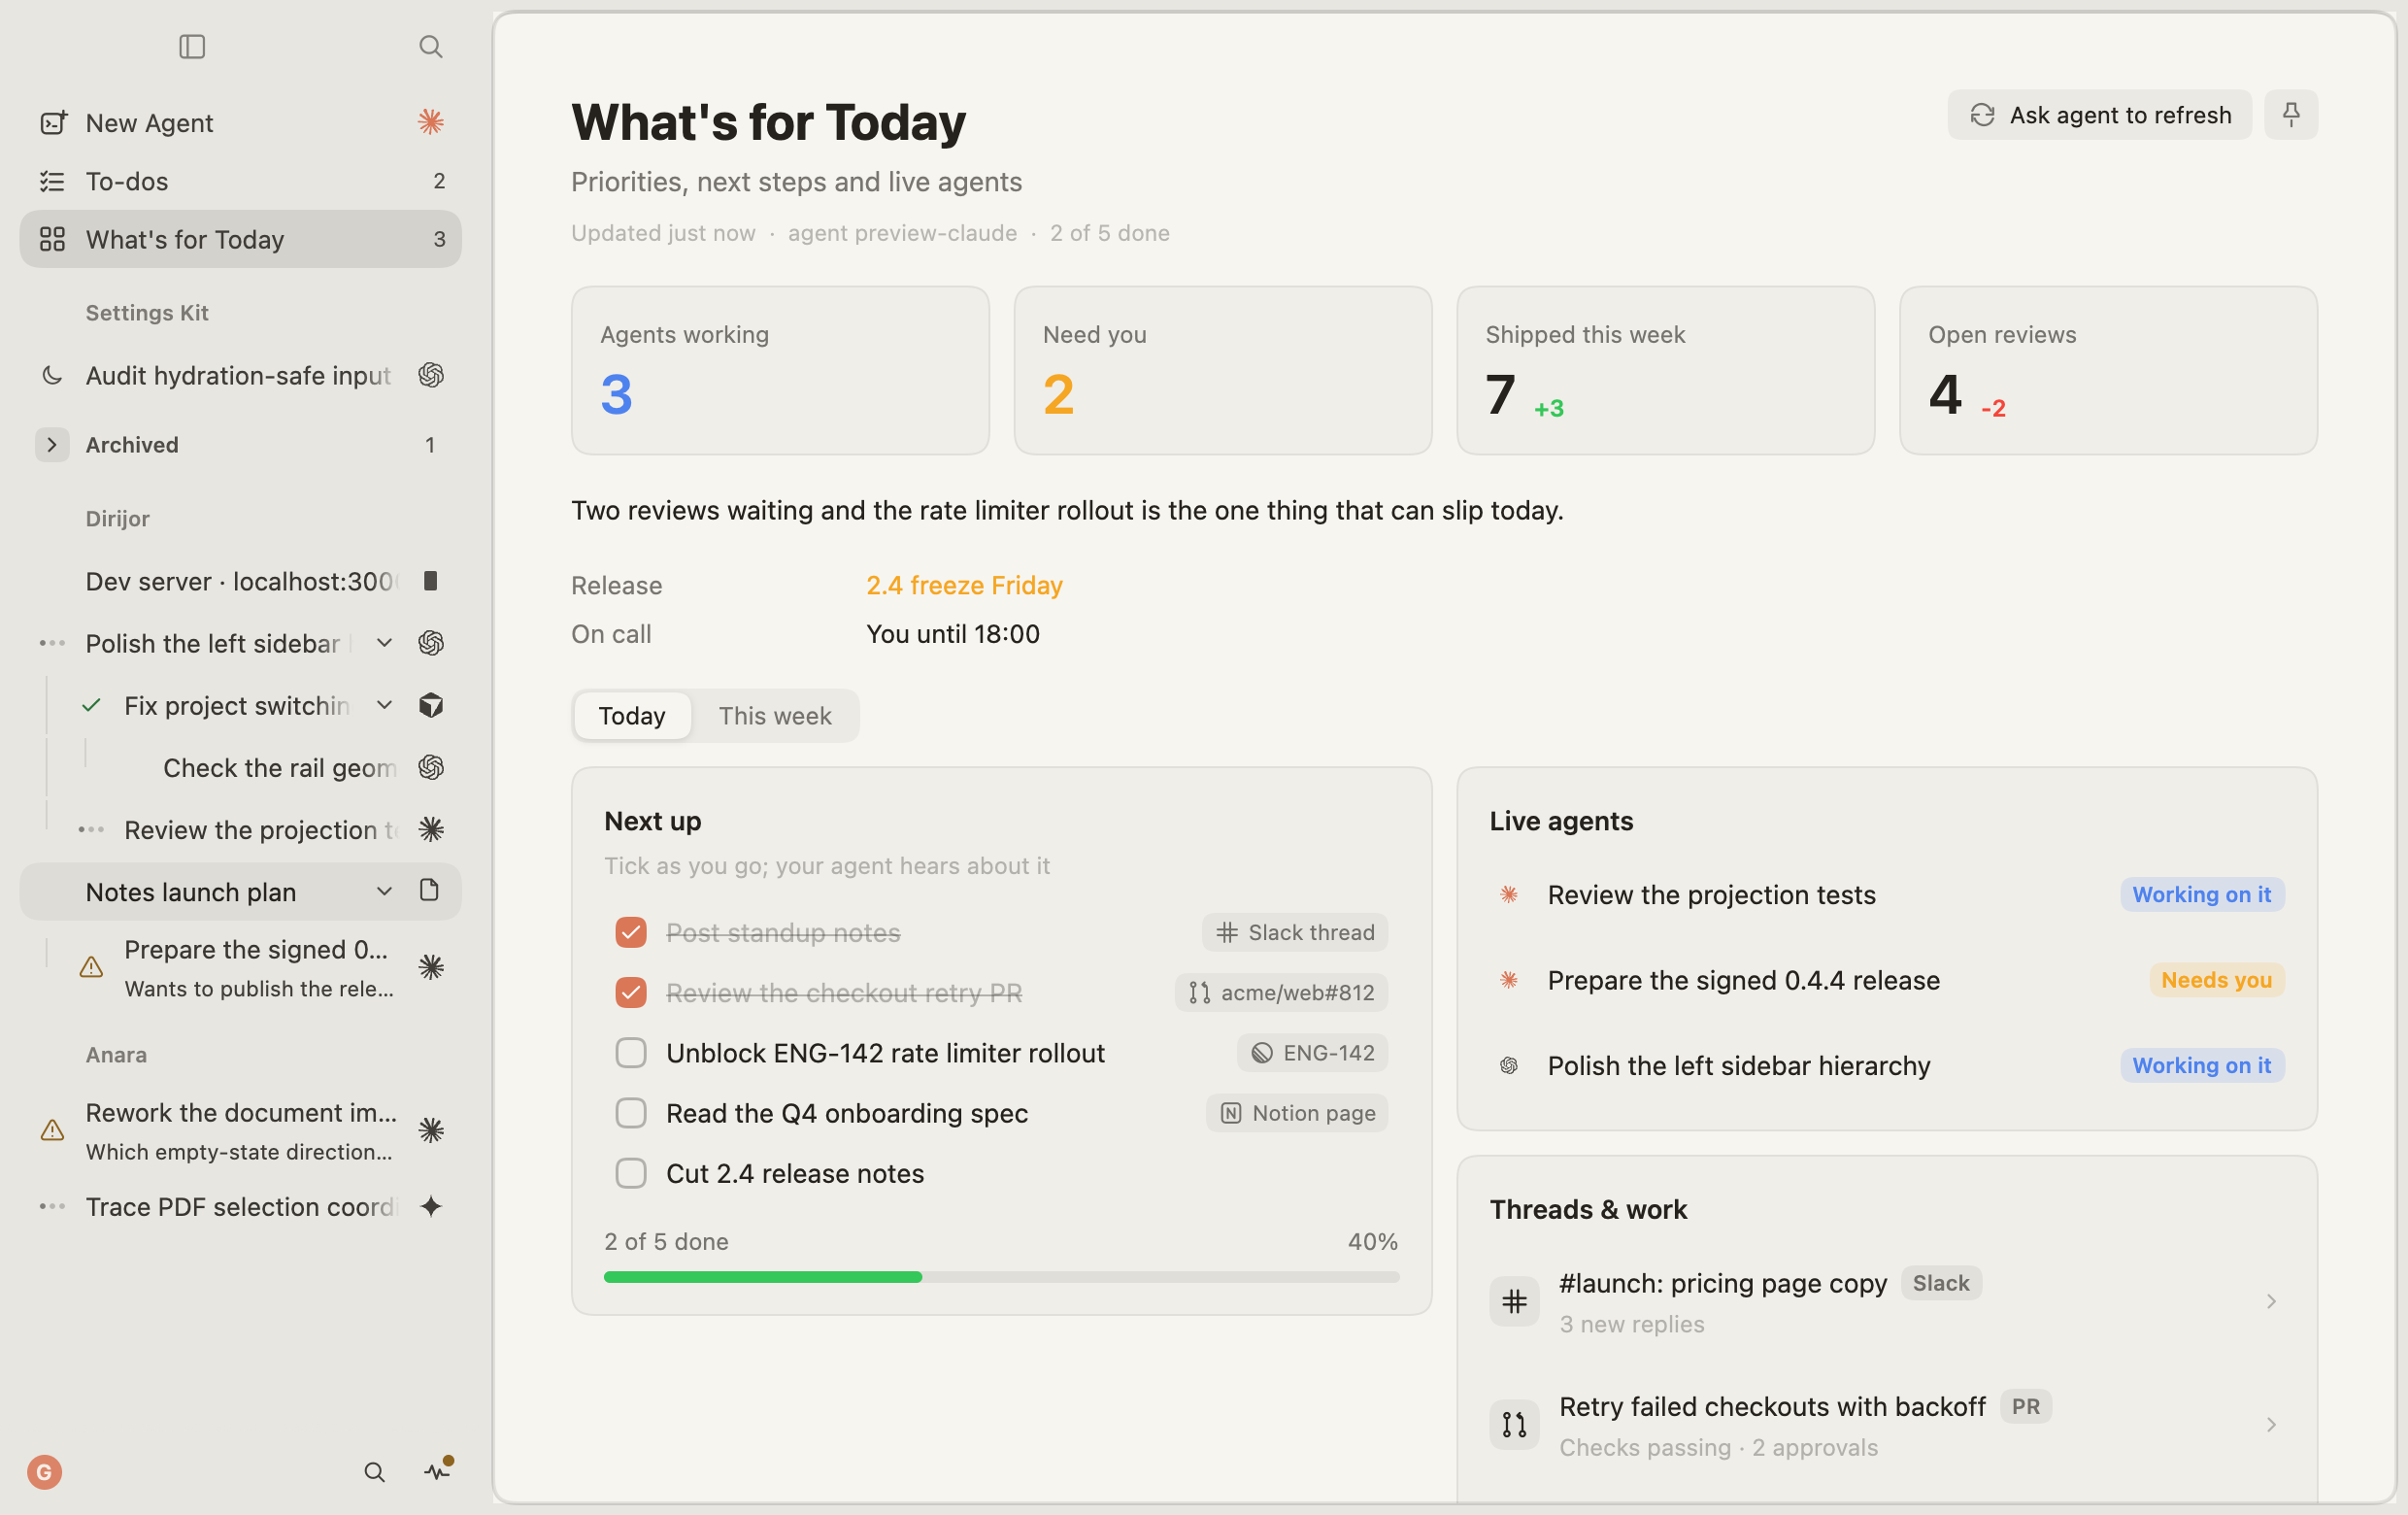 New Agent
To-dos 2
What's for Today 3
Settings Kit
Audit hydration-safe input
Archived 1
Dirijor
Dev server · localhost:300
Polish the left sidebar
Fix project switchin
Check the rail geom
Review the projection t
Notes launch plan
Prepare the signed 0...
Wants to publish the rele...
Anara
Rework the document im...
Which empty-state direction...
Trace PDF selection coord
G
What's for Today
Ask agent to refresh
Priorities, next steps and live agents
Updated just now · agent preview-claude · 2 of 5 done
Agents working
3
Need you
2
Shipped this week
7 +3
Open reviews
4 -2
Two reviews waiting and the rate limiter rollout is the one thing that can slip today.
Release 2.4 freeze Friday
On call You until 18:00
Today This week
Next up
Tick as you go; your agent hears about it
Post standup notes Slack thread
Review the checkout retry PR acme/web#812
Unblock ENG-142 rate limiter rollout ENG-142
Read the Q4 onboarding spec Notion page
Cut 2.4 release notes
2 of 5 done 40%
Live agents
Review the projection tests Working on it
Prepare the signed 0.4.4 release Needs you
Polish the left sidebar hierarchy Working on it
Threads & work
#launch: pricing page copy Slack
3 new replies
Retry failed checkouts with backoff PR
Checks passing · 2 approvals